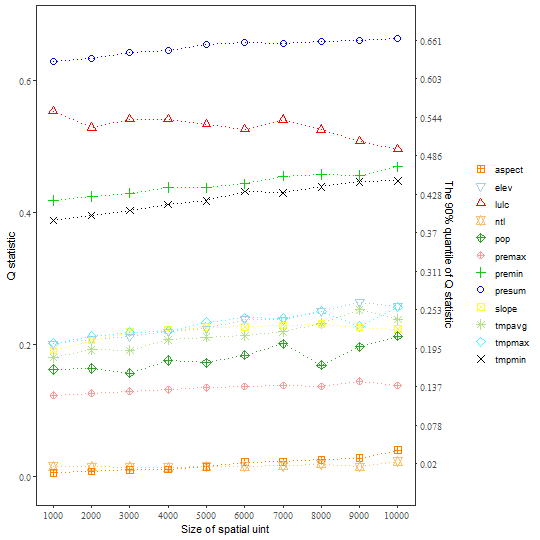 Q statistic
0.6
0.4
0.2
0.0
1000 2000 3000 4000 5000 6000 7000 8000 9000 10000
Size of spatial uint
0.661
0.603
0.544
0.486
0.428
0.37
0.311
0.253
0.195
0.137
0.078
0.02
The 90% quantile of Q statistic
aspect
elev
lulc
ntl
pop
premax
premin
presum
slope
tmpavg
tmpmax
tmpmin